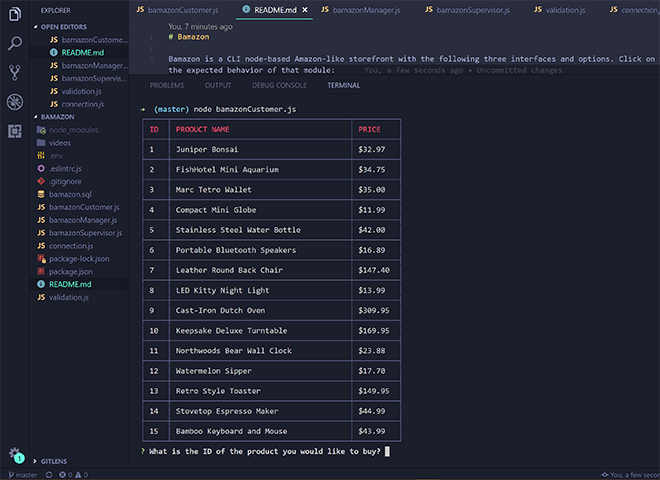 EXPLORER
OPEN EDITORS
JS bamazonCustome...
README.md
JS bamazonManager...
JS bamazonSupervis...
JS validation.js
JS connection.js
BAMAZON
node_modules
videos
.env
.eslintrc.js
.gitignore
bamazon.sql
JS bamazonCustomer.js
JS bamazonManager.js
JS bamazonSupervisor.js
JS connection.js
package-lock.json
package.json
README.md
JS validation.js
GITLENS
JS bamazonCustomer.js README.md JS bamazonManager.js JS bamazonSupervisor.js JS validation.js JS connection.js
You, 7 minutes ago
1 # Bamazon
2
3 Bamazon is a CLI node-based Amazon-like storefront with the following three interfaces and options. Click on
the expected behavior of that module: You, a few seconds ago • Uncommitted changes
PROBLEMS OUTPUT DEBUG CONSOLE TERMINAL
→ (master) node bamazonCustomer.js
ID PRODUCT NAME PRICE
1 Juniper Bonsai $32.97
2 FishHotel Mini Aquarium $34.75
3 Marc Tetro Wallet $35.00
4 Compact Mini Globe $11.99
5 Stainless Steel Water Bottle $42.00
6 Portable Bluetooth Speakers $16.89
7 Leather Round Back Chair $147.40
8 LED Kitty Night Light $13.99
9 Cast-Iron Dutch Oven $309.95
10 Keepsake Deluxe Turntable $169.95
11 Northwoods Bear Wall Clock $23.88
12 Watermelon Sipper $17.70
13 Retro Style Toaster $149.95
14 Stovetop Espresso Maker $44.99
15 Bamboo Keyboard and Mouse $43.99
? What is the ID of the product you would like to buy?
1
master 0 0 You, a few seco